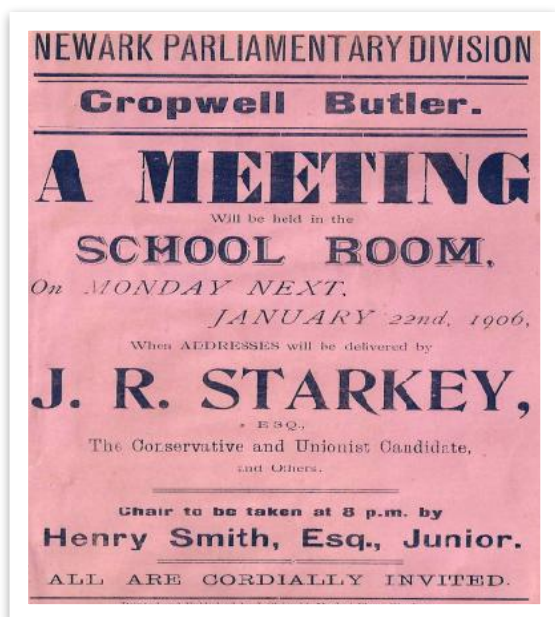 NEWARK PARLIAMENTARY DIVISION
Cropwell Butler.
A MEETING
Will be held in the
SCHOOL ROOM,
On MONDAY NEXT,
JANUARY 22nd, 1906,
When ADDRESSES will be delivered by
J. R. STARKEY,
ESQ.,
The Conservative and Unionist Candidate,
and Others.
Chair to be taken at 8 p.m. by
Henry Smith, Esq., Junior.
ALL ARE CORDIALLY INVITED.